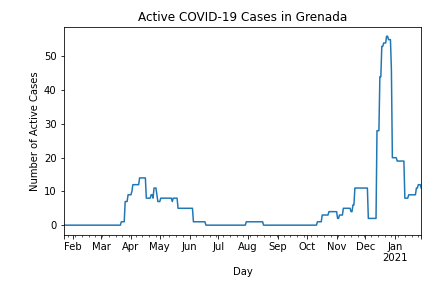 Active COVID-19 Cases in Grenada
Number of Active Cases
50
40
30
20
10
0
Feb Mar Apr May Jun Jul Aug Sep Oct Nov Dec Jan
2021
Day